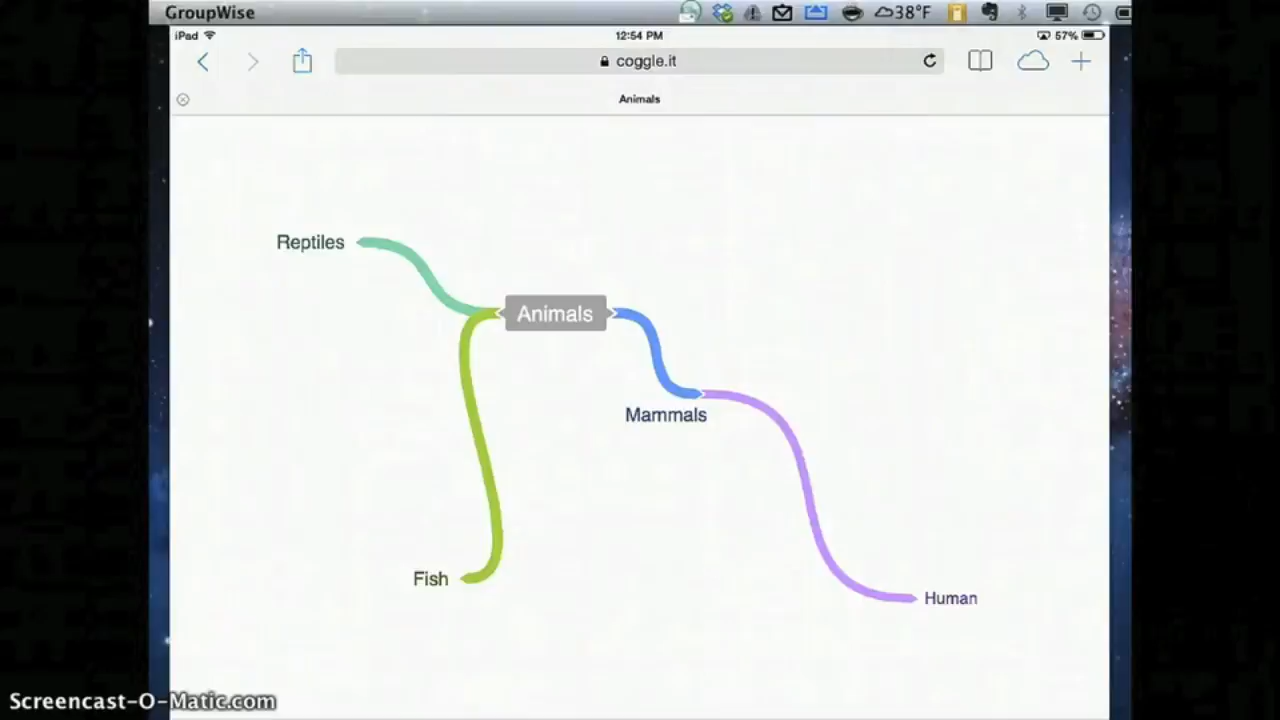 GroupWise 38°F
iPad 12:54 PM 57%
coggle.it
Animals
Reptiles
Animals
Mammals
Fish
Human
Screencast-O-Matic.com